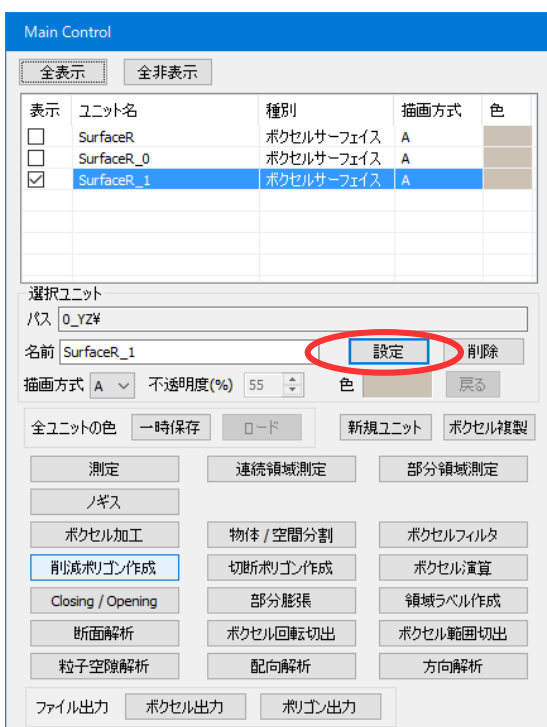 Main Control
全表示 全非表示
表示 ユニット名 種別 描画方式 色
SurfaceR ボクセルサーフェイス A
SurfaceR_0 ボクセルサーフェイス A
SurfaceR_1 ボクセルサーフェイス A
選択ユニット
パス 0_YZ¥
名前 SurfaceR_1 設定 削除
描画方式 A 不透明度(%) 55 色 戻る
全ユニットの色 一時保存 ロード 新規ユニット ボクセル複製
測定 連続領域測定 部分領域測定
ノギス
ボクセル加工 物体 / 空間分割 ボクセルフィルタ
削減ポリゴン作成 切断ポリゴン作成 ボクセル演算
Closing / Opening 部分膨張 領域ラベル作成
断面解析 ボクセル回転切出 ボクセル範囲切出
粒子空隙解析 配向解析 方向解析
ファイル出力 ボクセル出力 ポリゴン出力